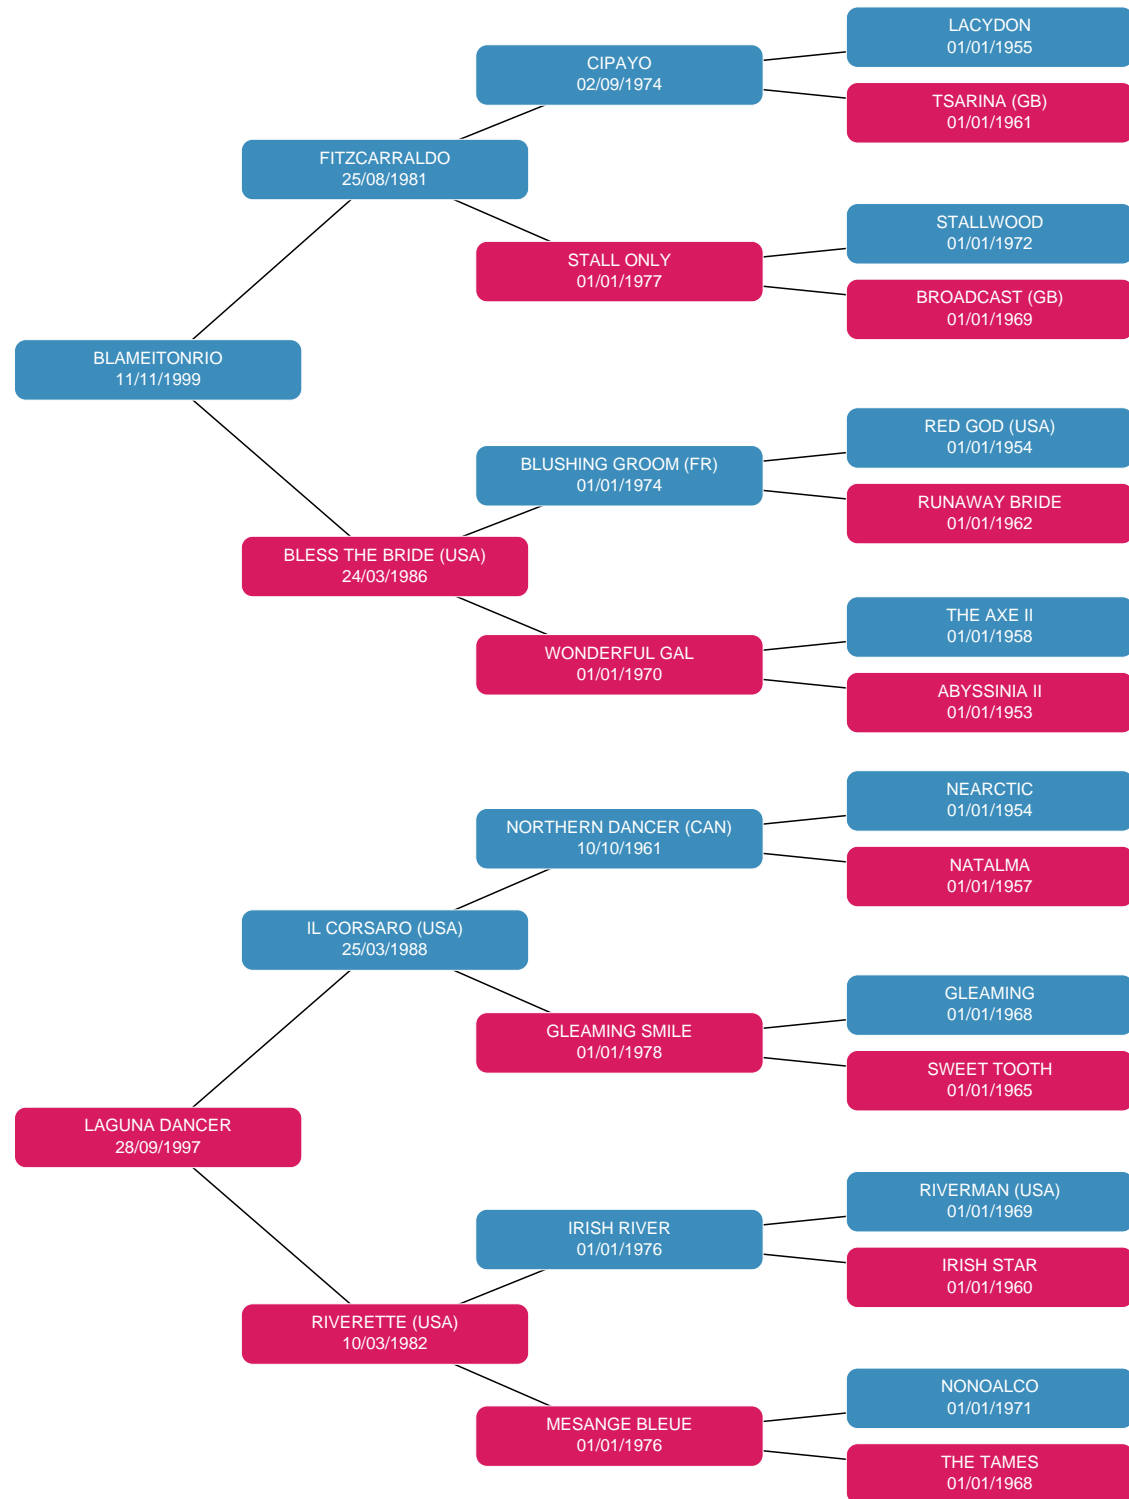 LACYDON
01/01/1955
CIPAYO
02/09/1974
TSARINA (GB)
01/01/1961
FITZCARRALDO
25/08/1981
STALLWOOD
01/01/1972
STALL ONLY
01/01/1977
BROADCAST (GB)
01/01/1969
BLAMEITONRIO
11/11/1999
RED GOD (USA)
01/01/1954
BLUSHING GROOM (FR)
01/01/1974
RUNAWAY BRIDE
01/01/1962
BLESS THE BRIDE (USA)
24/03/1986
THE AXE II
01/01/1958
WONDERFUL GAL
01/01/1970
ABYSSINIA II
01/01/1953
NEARCTIC
01/01/1954
NORTHERN DANCER (CAN)
10/10/1961
NATALMA
01/01/1957
IL CORSARO (USA)
25/03/1988
GLEAMING
01/01/1968
GLEAMING SMILE
01/01/1978
SWEET TOOTH
01/01/1965
LAGUNA DANCER
28/09/1997
RIVERMAN (USA)
01/01/1969
IRISH RIVER
01/01/1976
IRISH STAR
01/01/1960
RIVERETTE (USA)
10/03/1982
NONOALCO
01/01/1971
MESANGE BLEUE
01/01/1976
THE TAMES
01/01/1968